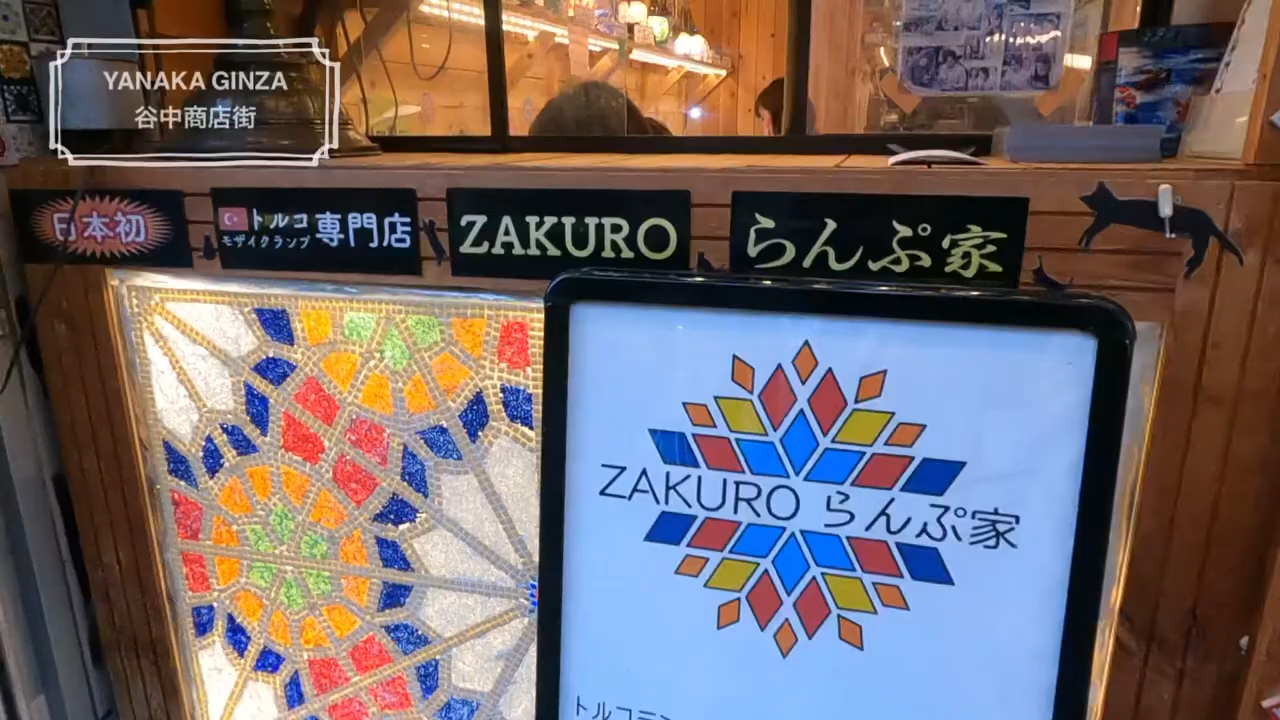 YANAKA GINZA
谷中商店街
日本初
トルコ
モザイクランプ
専門店
ZAKURO
らんぷ家
ZAKURO らんぷ家